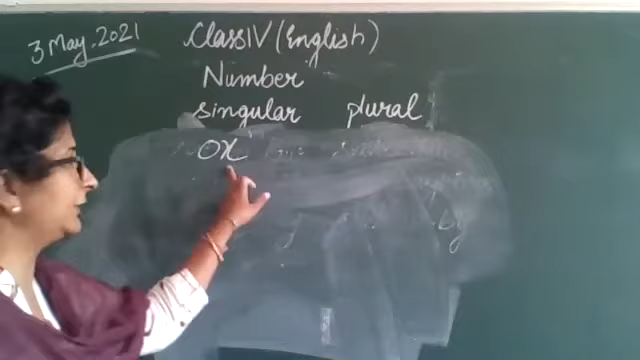 3 May. 2021
Class IV (English)
Number
singular plural
OX